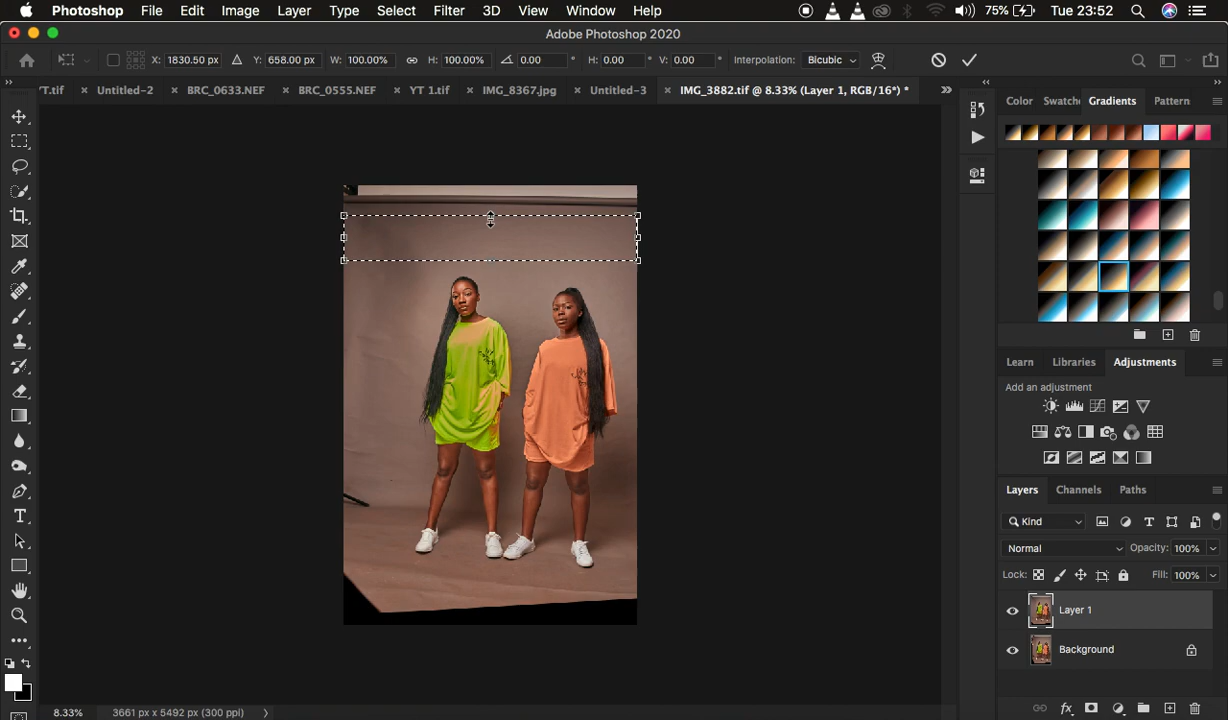 Photoshop File Edit Image Layer Type Select Filter 3D View Window Help 75% Tue 23:52
Adobe Photoshop 2020
X: 1830.50 px Y: 658.00 px W: 100.00% H: 100.00% 0.00 ° H: 0.00 ° V: 0.00 ° Interpolation: Bicubic
YT.tif × Untitled-2 × BRC_0633.NEF × BRC_0555.NEF × YT 1.tif × IMG_8367.jpg × Untitled-3 × IMG_3882.tif @ 8.33% (Layer 1, RGB/16*) *
Color Swatche Gradients Pattern
Learn Libraries Adjustments
Add an adjustment
Layers Channels Paths
Kind
Normal Opacity: 100%
Lock: Fill: 100%
Layer 1
Background
8.33% 3661 px x 5492 px (300 ppi)